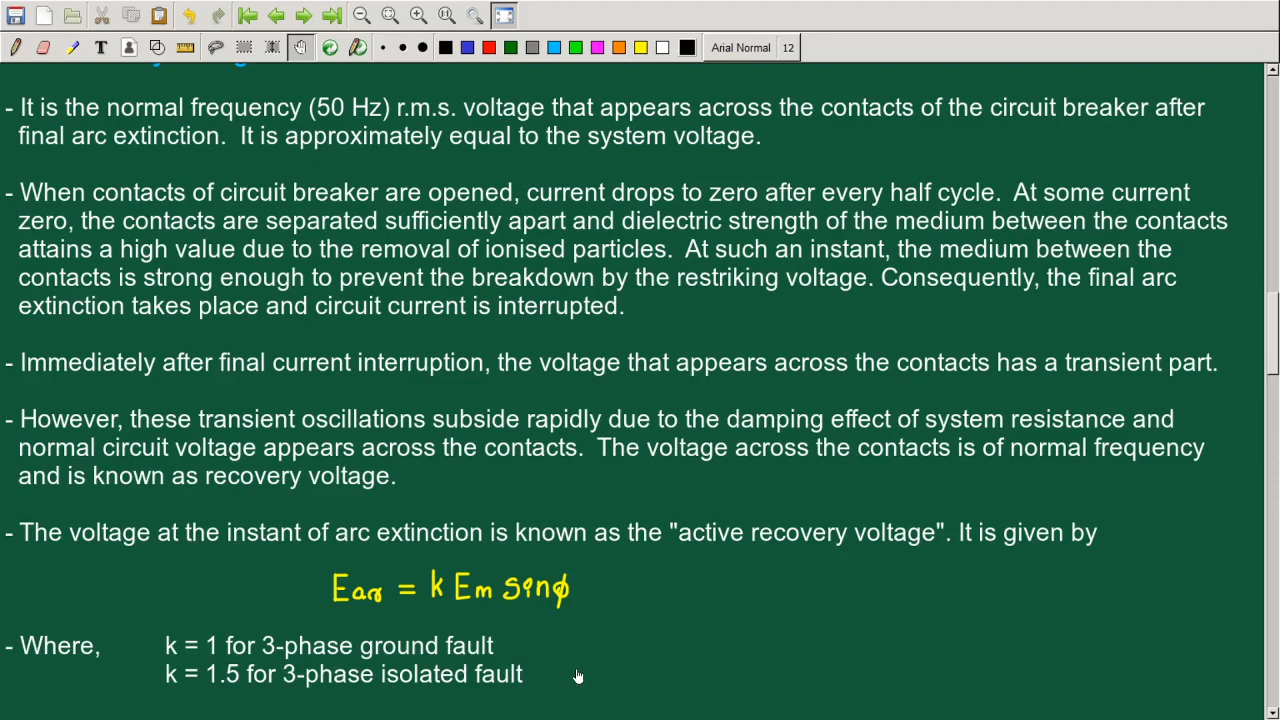 Arial Normal 12
- It is the normal frequency (50 Hz) r.m.s. voltage that appears across the contacts of the circuit breaker after
final arc extinction. It is approximately equal to the system voltage.
- When contacts of circuit breaker are opened, current drops to zero after every half cycle. At some current
zero, the contacts are separated sufficiently apart and dielectric strength of the medium between the contacts
attains a high value due to the removal of ionised particles. At such an instant, the medium between the
contacts is strong enough to prevent the breakdown by the restriking voltage. Consequently, the final arc
extinction takes place and circuit current is interrupted.
- Immediately after final current interruption, the voltage that appears across the contacts has a transient part.
- However, these transient oscillations subside rapidly due to the damping effect of system resistance and
normal circuit voltage appears across the contacts. The voltage across the contacts is of normal frequency
and is known as recovery voltage.
- The voltage at the instant of arc extinction is known as the "active recovery voltage". It is given by
Ear = k Em sinϕ
- Where, k = 1 for 3-phase ground fault
k = 1.5 for 3-phase isolated fault